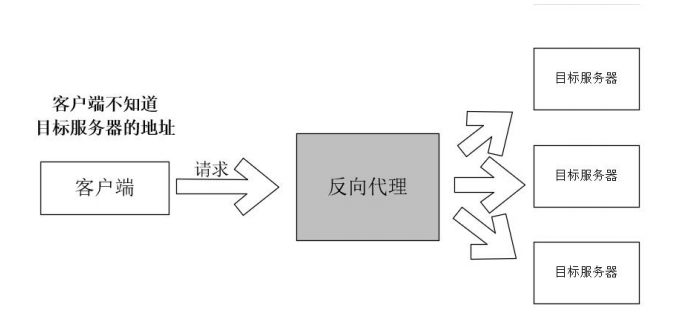 客户端不知道
目标服务器的地址
客户端
请求
反向代理
目标服务器
目标服务器
目标服务器